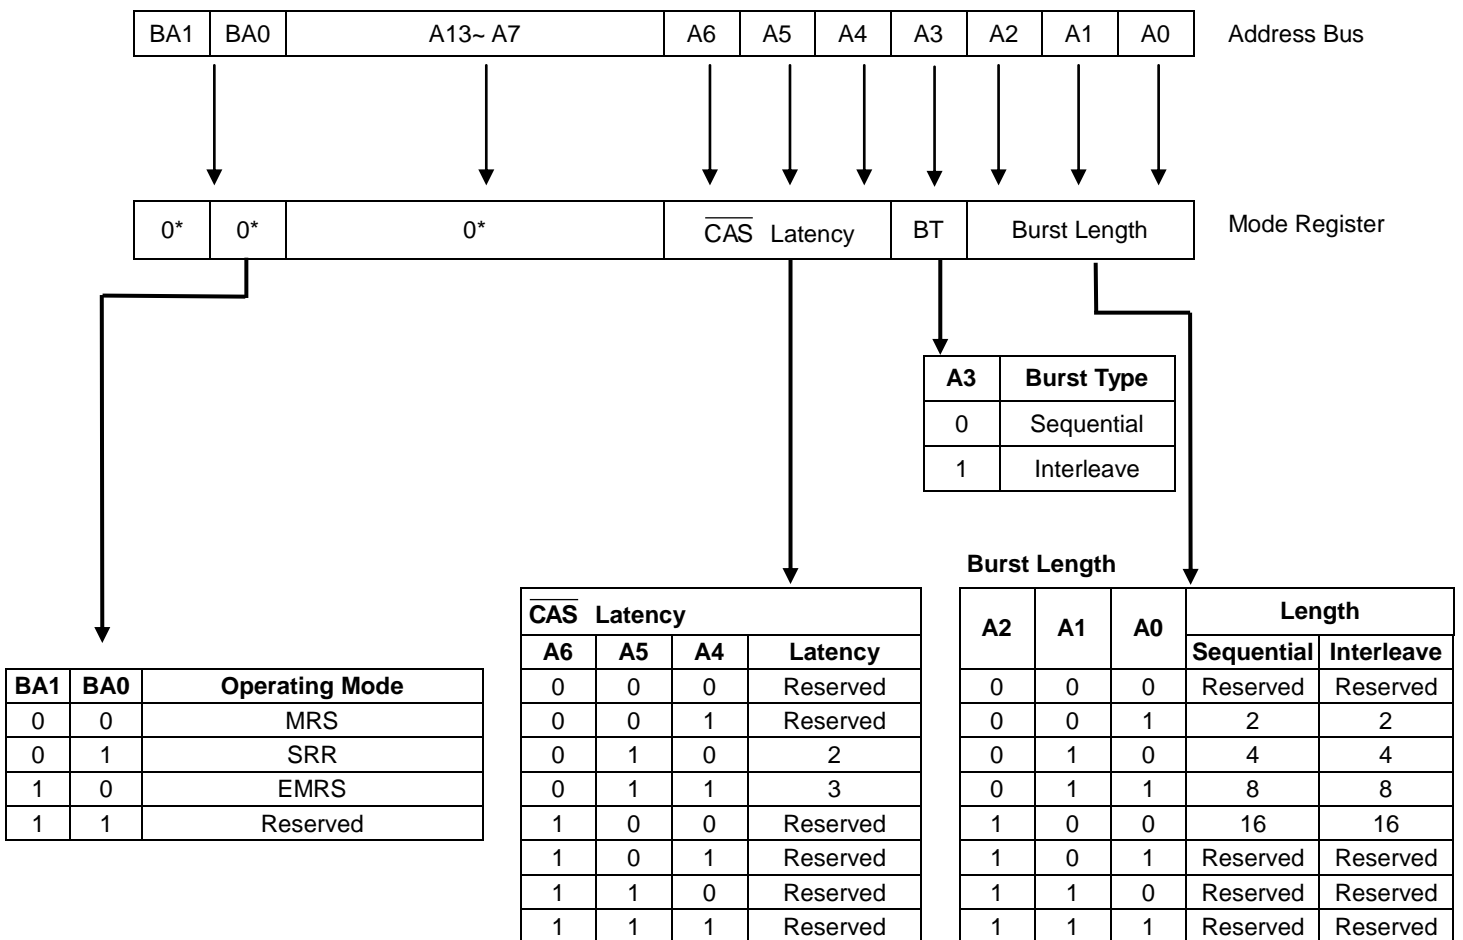 BA1 BA0 A13~ A7 A6 A5 A4 A3 A2 A1 A0 Address Bus
0* 0* 0* CAS Latency BT Burst Length Mode Register
A3 Burst Type
0 Sequential
1 Interleave
BA1 BA0 Operating Mode
0 0 MRS
0 1 SRR
1 0 EMRS
1 1 Reserved
CAS Latency
A6 A5 A4 Latency
0 0 0 Reserved
0 0 1 Reserved
0 1 0 2
0 1 1 3
1 0 0 Reserved
1 0 1 Reserved
1 1 0 Reserved
1 1 1 Reserved
Burst Length
A2 A1 A0 Length
Sequential Interleave
0 0 0 Reserved Reserved
0 0 1 2 2
0 1 0 4 4
0 1 1 8 8
1 0 0 16 16
1 0 1 Reserved Reserved
1 1 0 Reserved Reserved
1 1 1 Reserved Reserved